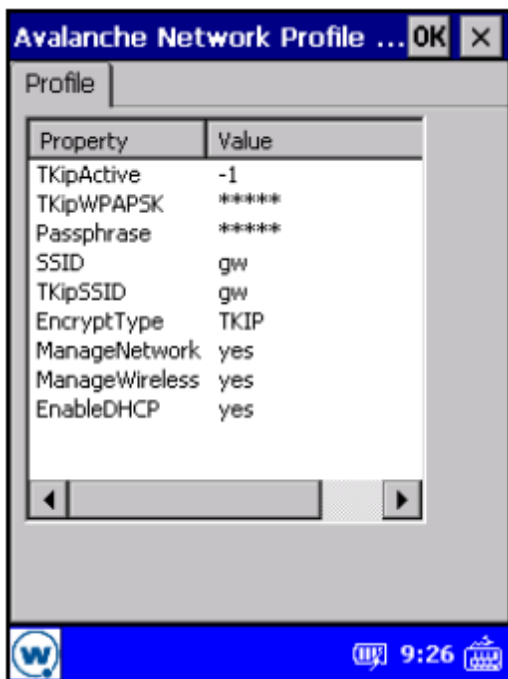 Avalanche Network Profile ... OK ×
Profile
Property Value
TKipActive -1
TKipWPAPSK *****
Passphrase *****
SSID gw
TKipSSID gw
EncryptType TKIP
ManageNetwork yes
ManageWireless yes
EnableDHCP yes
w 9:26